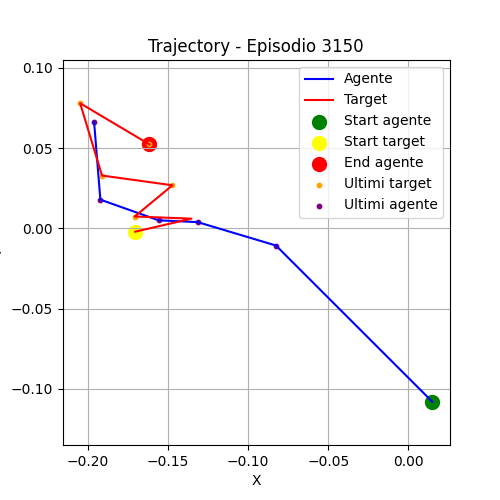 Trajectory - Episodio 3150
0.10
0.05
0.00
−0.05
−0.10
−0.20
−0.15
−0.10
−0.05
0.00
X
Agente
Target
Start agente
Start target
End agente
Ultimi target
Ultimi agente